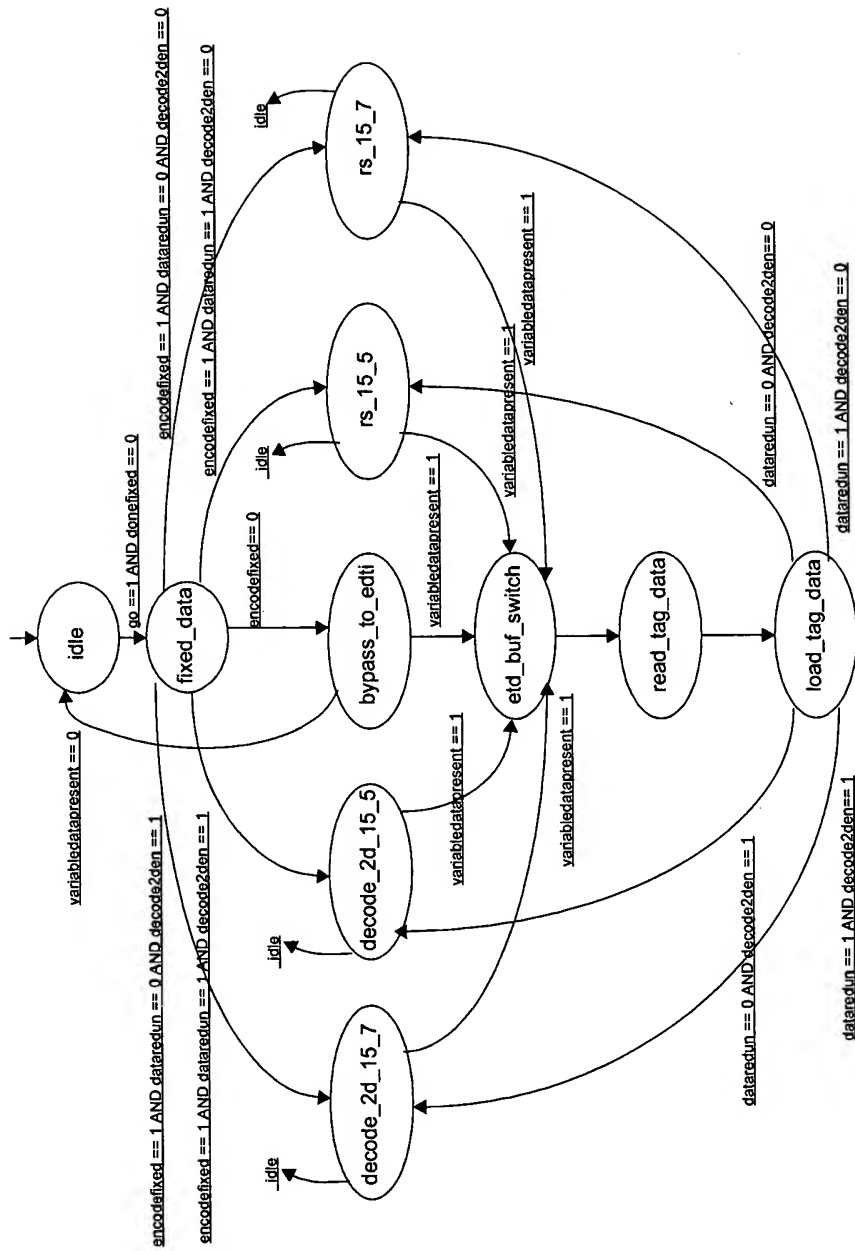 encodefixed == 1 AND dataredun == 0 AND decode2den == 0
encodefixed == 1 AND dataredun == 1 AND decode2den == 0
idle
go ==1 AND donefixed == 0
variabledatapresent == 0
fixed_data
encodefixed== 0
encodefixed == 1 AND dataredun == 0 AND decode2den == 1
encodefixed == 1 AND dataredun == 1 AND decode2den == 1
idle
idle
idle
idle
decode_2d_15_7
decode_2d_15_5
bypass_to_edti
rs_15_5
rs_15_7
variabledatapresent == 1
variabledatapresent == 1
variabledatapresent == 1
variabledatapresent == 1
variabledatapresent == 1
etd_buf_switch
read_tag_data
load_tag_data
dataredun == 0 AND decode2den == 1
dataredun == 1 AND decode2den== 1
dataredun == 0 AND decode2den== 0
dataredun == 1 AND decode2den == 0